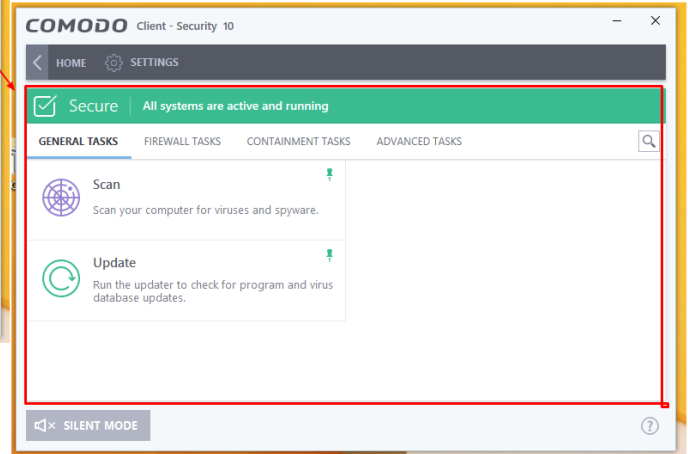 COMODO Client - Security 10
HOME SETTINGS
Secure All systems are active and running
GENERAL TASKS FIREWALL TASKS CONTAINMENT TASKS ADVANCED TASKS
Scan
Scan your computer for viruses and spyware.
Update
Run the updater to check for program and virus
database updates.
SILENT MODE
?